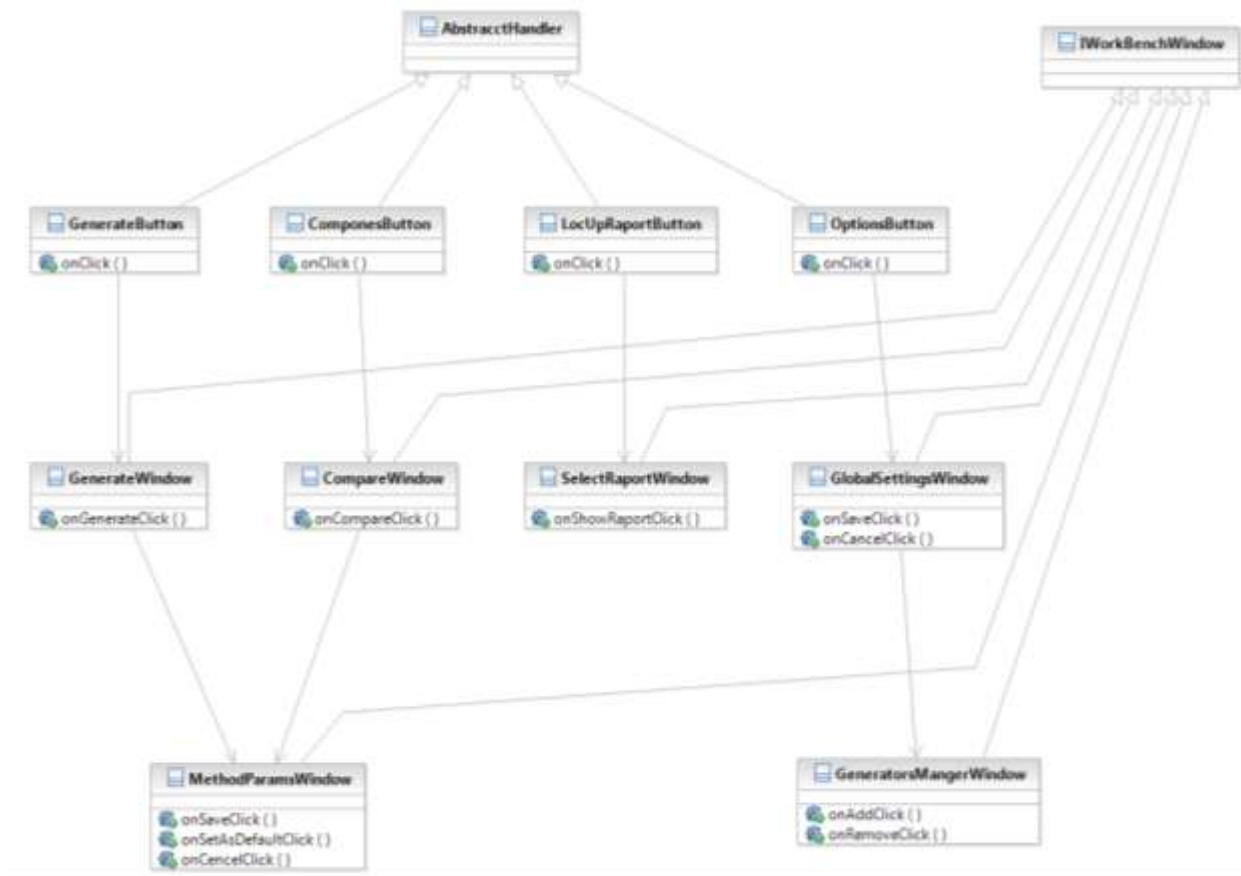 AbstracctHandler
IWorkBenchWindow
GenerateButton
onClick ( )
ComponesButton
onClick ( )
LocUpRaportButton
onClick ( )
OptionsButton
onClick ( )
GenerateWindow
onGenerateClick ( )
CompareWindow
onCompareClick ( )
SelectRaportWindow
onShowRaportClick ( )
GlobalSettingsWindow
onSaveClick ( )
onCancelClick ( )
MethodParamsWindow
onSaveClick ( )
onSetAsDefaultClick ( )
onCencelClick ( )
GeneratorsMangerWindow
onAddClick ( )
onRemoveClick ( )